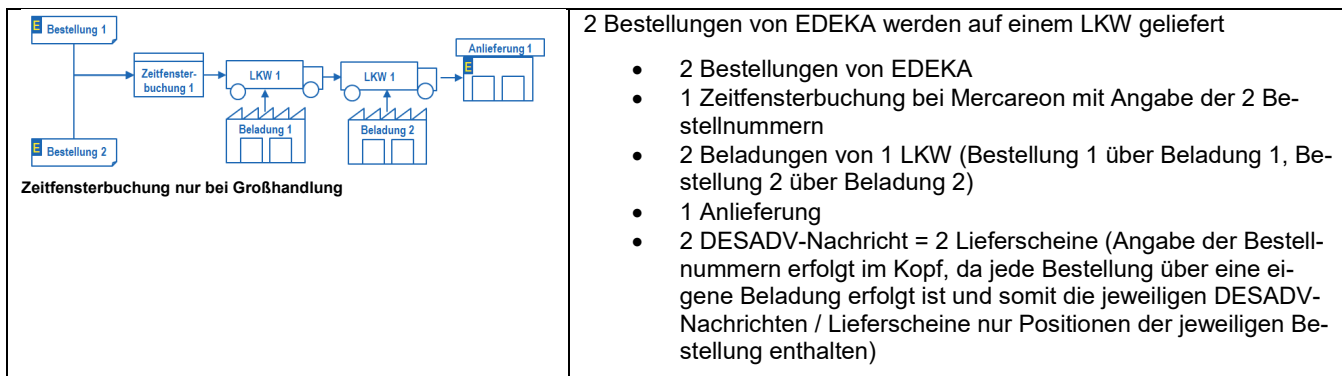 E Bestellung 1
Zeitfenster-
buchung 1
LKW 1
LKW 1
Anlieferung 1
E
Beladung 1
Beladung 2
E Bestellung 2
Zeitfensterbuchung nur bei Großhandlung
2 Bestellungen von EDEKA werden auf einem LKW geliefert
• 2 Bestellungen von EDEKA
• 1 Zeitfensterbuchung bei Mercareon mit Angabe der 2 Be-
stellnummern
• 2 Beladungen von 1 LKW (Bestellung 1 über Beladung 1, Be-
stellung 2 über Beladung 2)
• 1 Anlieferung
• 2 DESADV-Nachricht = 2 Lieferscheine (Angabe der Bestell-
nummern erfolgt im Kopf, da jede Bestellung über eine ei-
gene Beladung erfolgt ist und somit die jeweiligen DESADV-
Nachrichten / Lieferscheine nur Positionen der jeweiligen Be-
stellung enthalten)